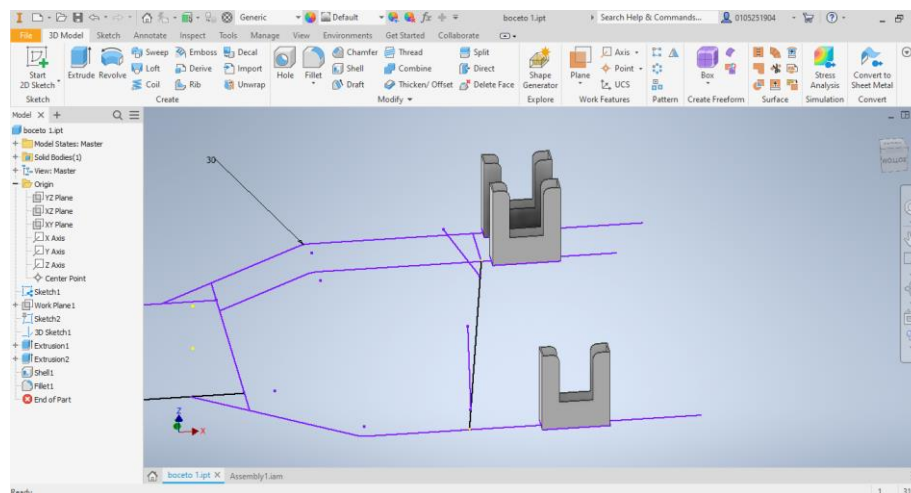 Generic Default boceto 1.ipt Search Help & Commands... 0105251904
File 3D Model Sketch Annotate Inspect Tools Manage View Environments Get Started Collaborate
Start 2D Sketch
Extrude
Revolve
Sweep Emboss Decal
Loft Derive Import
Coil Rib Unwrap
Hole
Fillet
Chamfer Thread Split
Shell Combine Direct
Draft Thicken/ Offset Delete Face
Shape Generator
Plane
Axis
Point
UCS
Box
Stress Analysis
Convert to Sheet Metal
Sketch Create Modify Explore Work Features Pattern Create Freeform Surface Simulation Convert
Model
boceto 1.ipt
Model States: Master
Solid Bodies(1)
View: Master
Origin
YZ Plane
XZ Plane
XY Plane
X Axis
Y Axis
Z Axis
Center Point
Sketch1
Work Plane1
Sketch2
3D Sketch1
Extrusion1
Extrusion2
Shell1
Fillet1
End of Part
30
Z
X
boceto 1.ipt Assembly1.iam
Ready 1 31